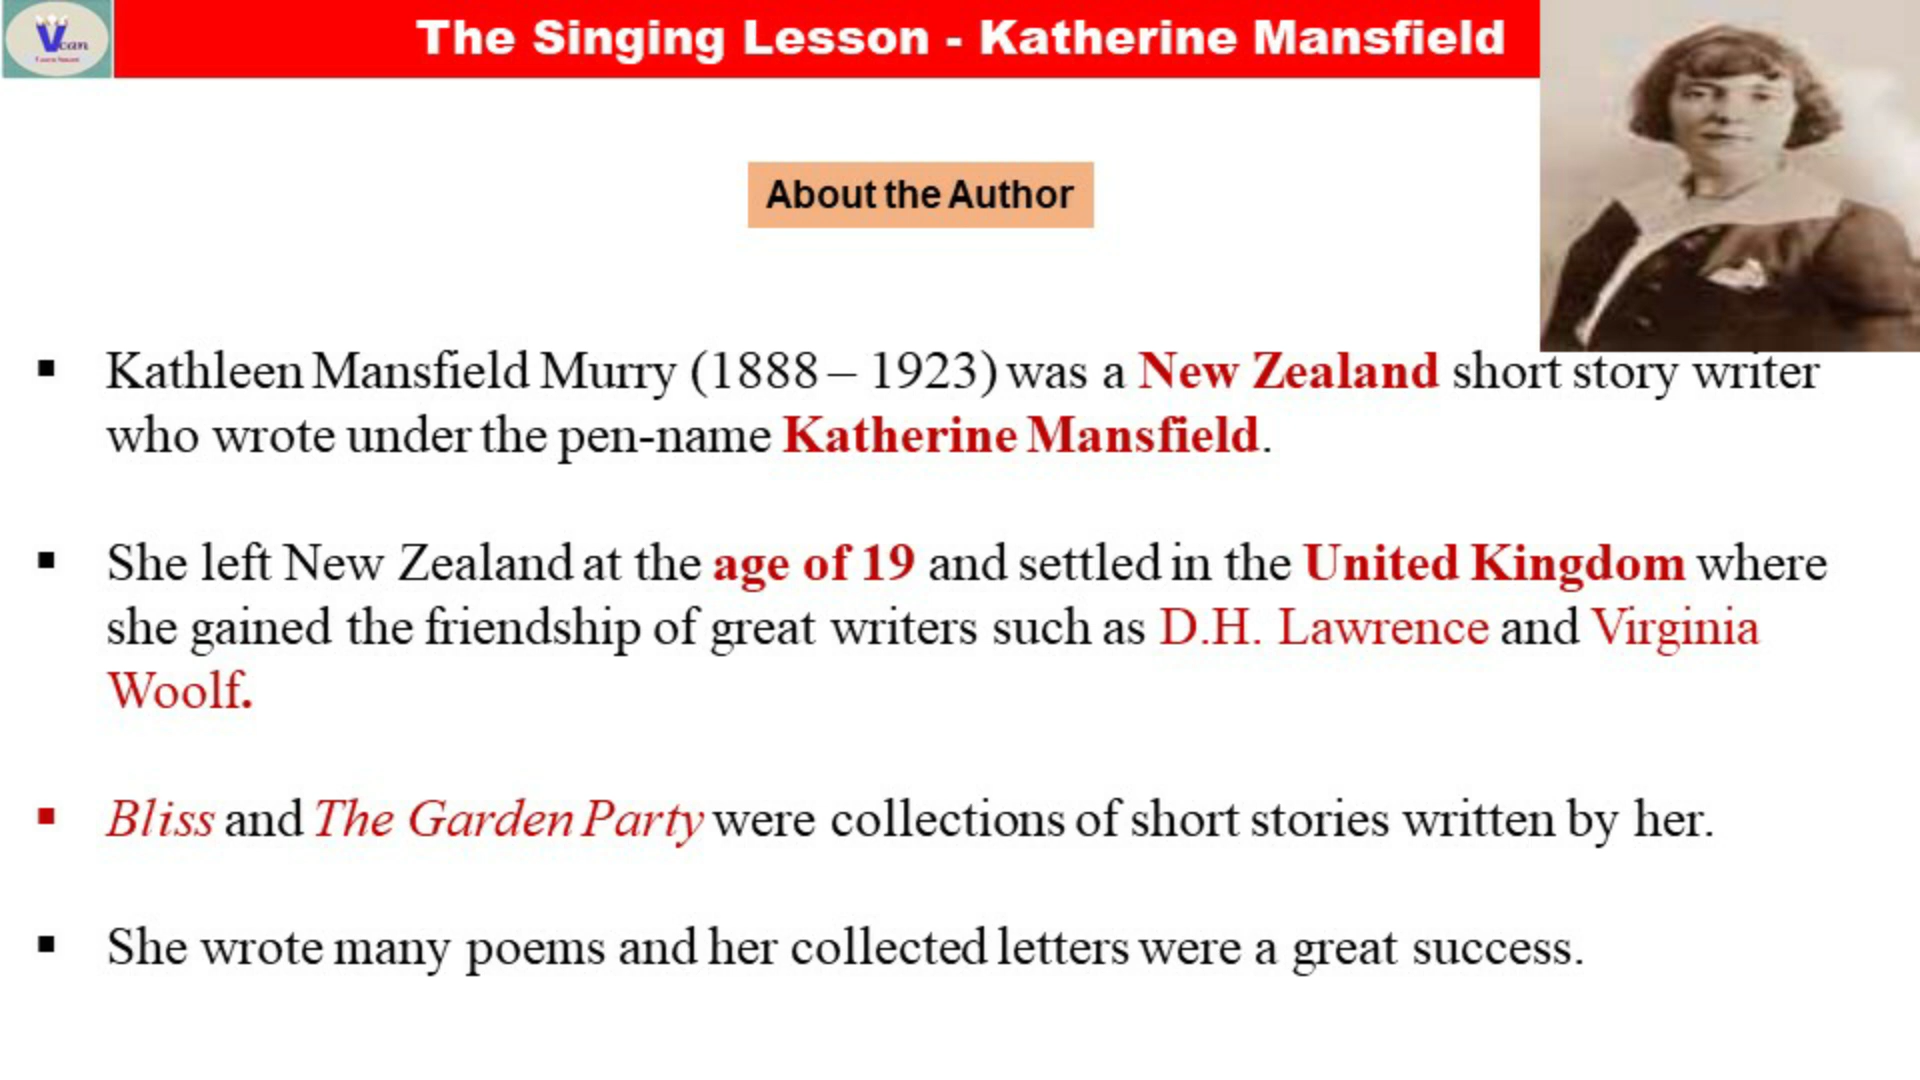 Vcan
The Singing Lesson - Katherine Mansfield
About the Author
▪ Kathleen Mansfield Murry (1888 – 1923) was a New Zealand short story writer
who wrote under the pen-name Katherine Mansfield.
▪ She left New Zealand at the age of 19 and settled in the United Kingdom where
she gained the friendship of great writers such as D.H. Lawrence and Virginia
Woolf.
▪ Bliss and The Garden Party were collections of short stories written by her.
▪ She wrote many poems and her collected letters were a great success.